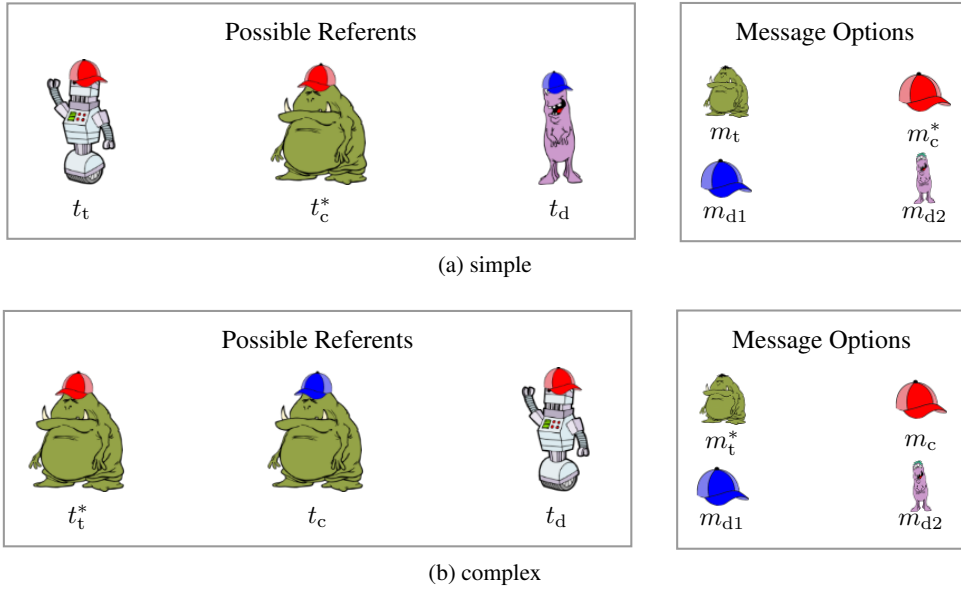 Possible Referents
Message Options
t_t
t_c^*
t_d
m_t
m_c^*
m_d1
m_d2
(a) simple
Possible Referents
Message Options
t_t^*
t_c
t_d
m_t^*
m_c
m_d1
m_d2
(b) complex